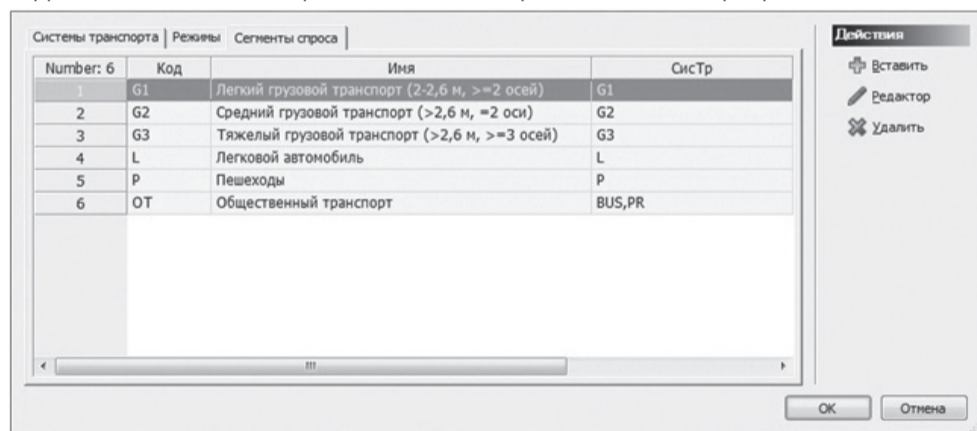 Системы транспорта Режимы Сегменты спроса
Действия
Number: 6 Код Имя СисТр
1 G1 Легкий грузовой транспорт (2-2,6 м, >=2 осей) G1
2 G2 Средний грузовой транспорт (>2,6 м, =2 оси) G2
3 G3 Тяжелый грузовой транспорт (>2,6 м, >=3 осей) G3
4 L Легковой автомобиль L
5 P Пешеходы P
6 ОТ Общественный транспорт BUS,PR
Вставить
Редактор
Удалить
OK Отмена